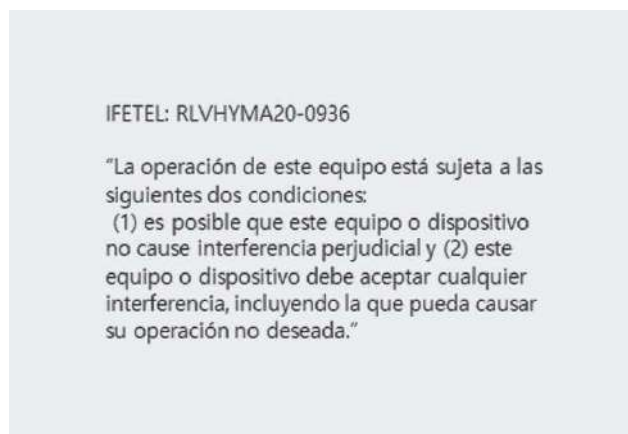 IFETEL: RLVHYMA20-0936
“La operación de este equipo está sujeta a las
siguientes dos condiciones:
(1) es posible que este equipo o dispositivo
no cause interferencia perjudicial y (2) este
equipo o dispositivo debe aceptar cualquier
interferencia, incluyendo la que pueda causar
su operación no deseada.”